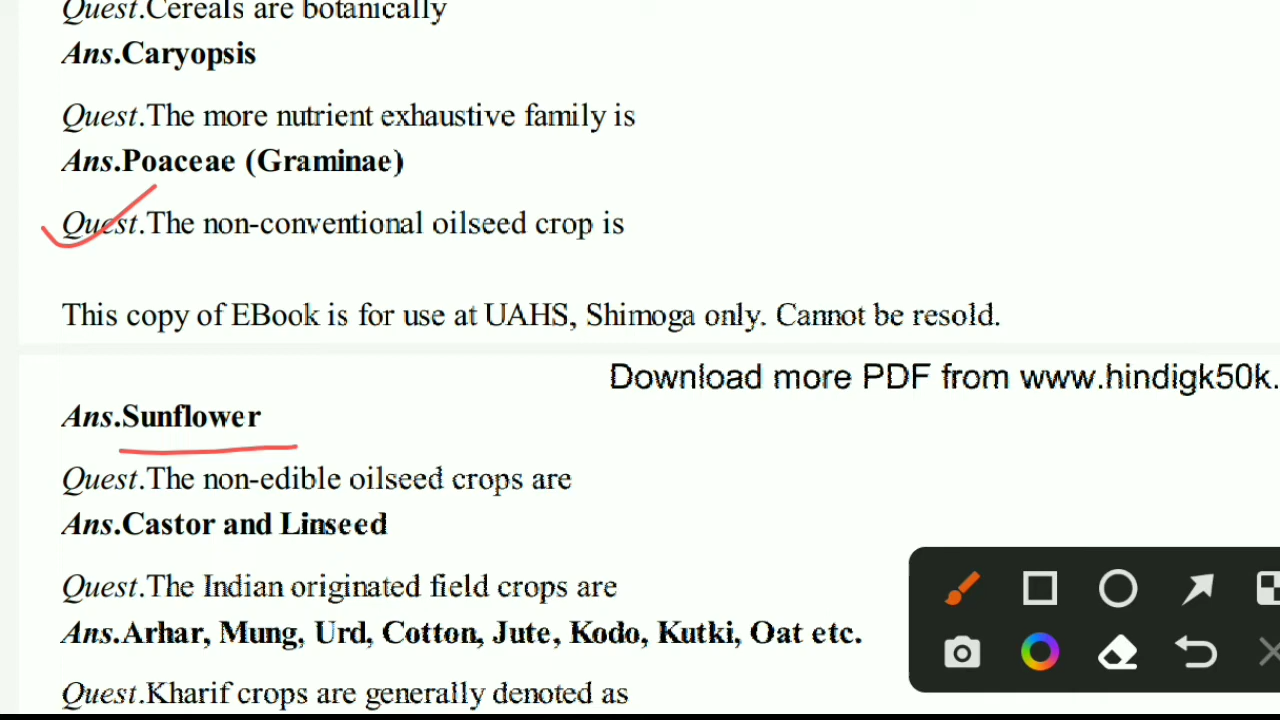 Quest.Cereals are botanically
Ans.Caryopsis
Quest.The more nutrient exhaustive family is
Ans.Poaceae (Graminae)
Quest.The non-conventional oilseed crop is
This copy of EBook is for use at UAHS, Shimoga only. Cannot be resold.
Download more PDF from www.hindigk50k.
Ans.Sunflower
Quest.The non-edible oilseed crops are
Ans.Castor and Linseed
Quest.The Indian originated field crops are
Ans.Arhar, Mung, Urd, Cotton, Jute, Kodo, Kutki, Oat etc.
Quest.Kharif crops are generally denoted as